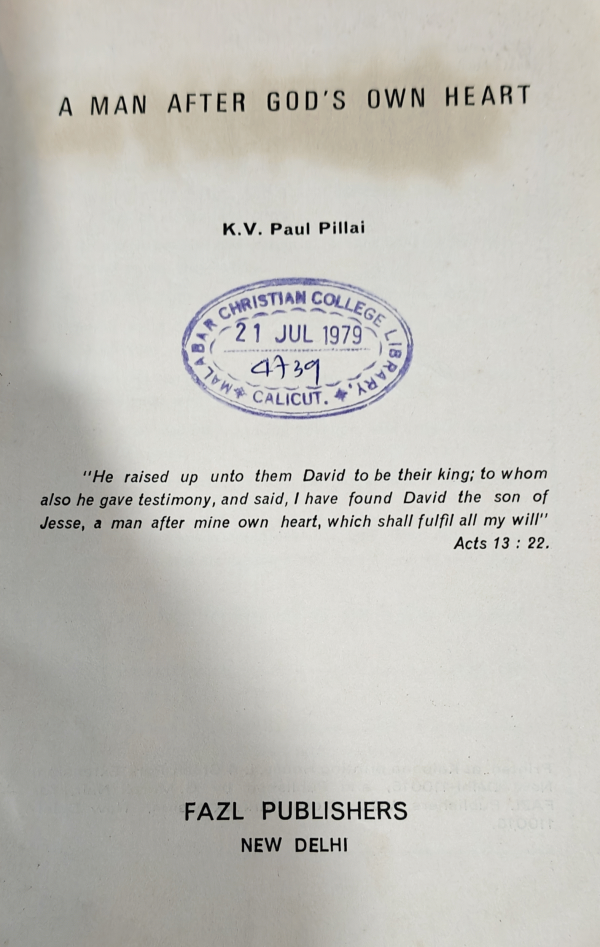 A MAN AFTER GOD'S OWN HEART
K.V. Paul Pillai
MALABAR CHRISTIAN COLLEGE LIBRARY,
21 JUL 1979
4739
CALICUT.
"He raised up unto them David to be their king; to whom
also he gave testimony, and said, I have found David the son of
Jesse, a man after mine own heart, which shall fulfil all my will"
Acts 13 : 22.
FAZL PUBLISHERS
NEW DELHI